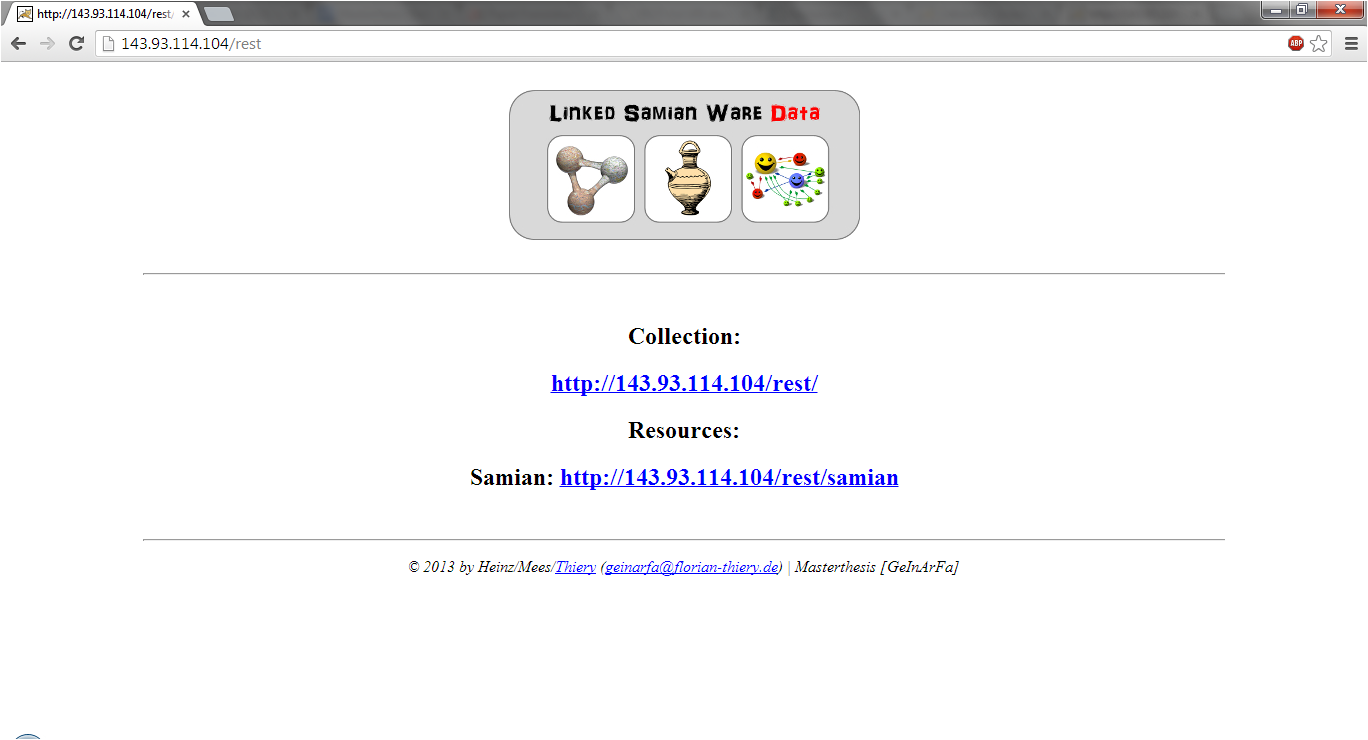 http://143.93.114.104/rest/
143.93.114.104/rest
ABP
Linked Samian Ware Data
Collection:
http://143.93.114.104/rest/
Resources:
Samian: http://143.93.114.104/rest/samian
© 2013 by Heinz/Mees/Thiery (geinarfa@florian-thiery.de) | Masterthesis [GeInArFa]